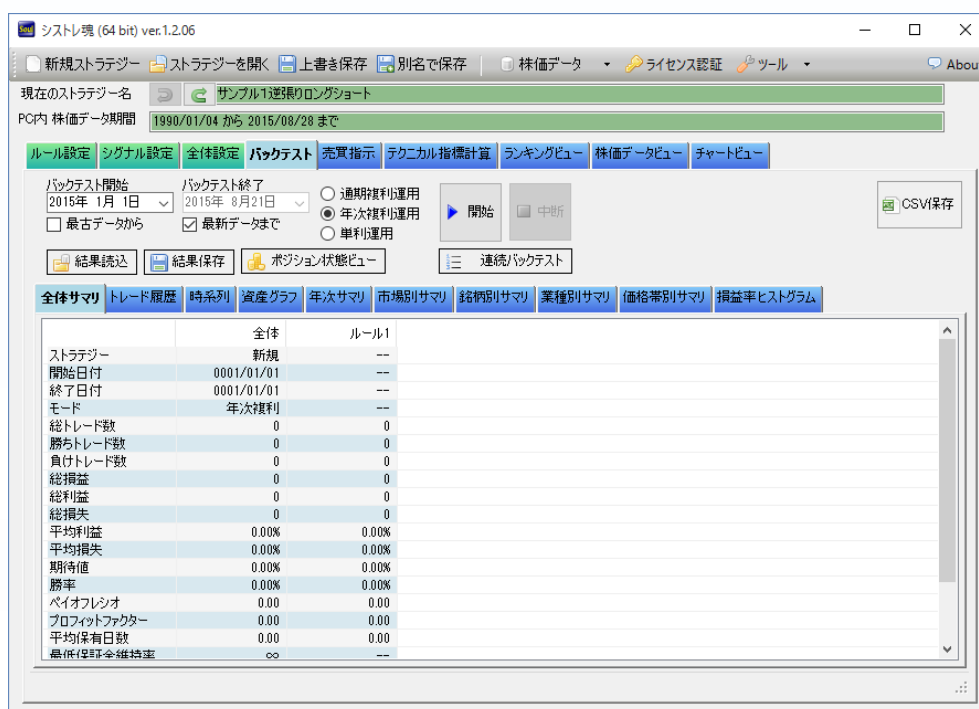 Soul シストレ魂 (64 bit) ver.1.2.06
新規ストラテジー ストラテジーを開く 上書き保存 別名で保存 株価データ ライセンス認証 ツール Abou
現在のストラテジー名 サンプル1逆張りロングショート
PC内 株価データ期間 1990/01/04 から 2015/08/28 まで
ルール設定 シグナル設定 全体設定 バックテスト 売買指示 テクニカル指標計算 ランキングビュー 株価データビュー チャートビュー
バックテスト開始 バックテスト終了
2015年 1月 1日 2015年 8月21日
最古データから 最新データまで
通期複利運用
年次複利運用
単利運用
開始 中断
CSV保存
結果読込 結果保存 ポジション状態ビュー 連続バックテスト
全体サマリ トレード履歴 時系列 資産グラフ 年次サマリ 市場別サマリ 銘柄別サマリ 業種別サマリ 価格帯別サマリ 損益率ヒストグラム
全体 ルール1
ストラテジー 新規 --
開始日付 0001/01/01 --
終了日付 0001/01/01 --
モード 年次複利 --
総トレード数 0 0
勝ちトレード数 0 0
負けトレード数 0 0
総損益 0 0
総利益 0 0
総損失 0 0
平均利益 0.00% 0.00%
平均損失 0.00% 0.00%
期待値 0.00% 0.00%
勝率 0.00% 0.00%
ペイオフレシオ 0.00 0.00
プロフィットファクター 0.00 0.00
平均保有日数 0.00 0.00
最低保証金維持率 ∞ --